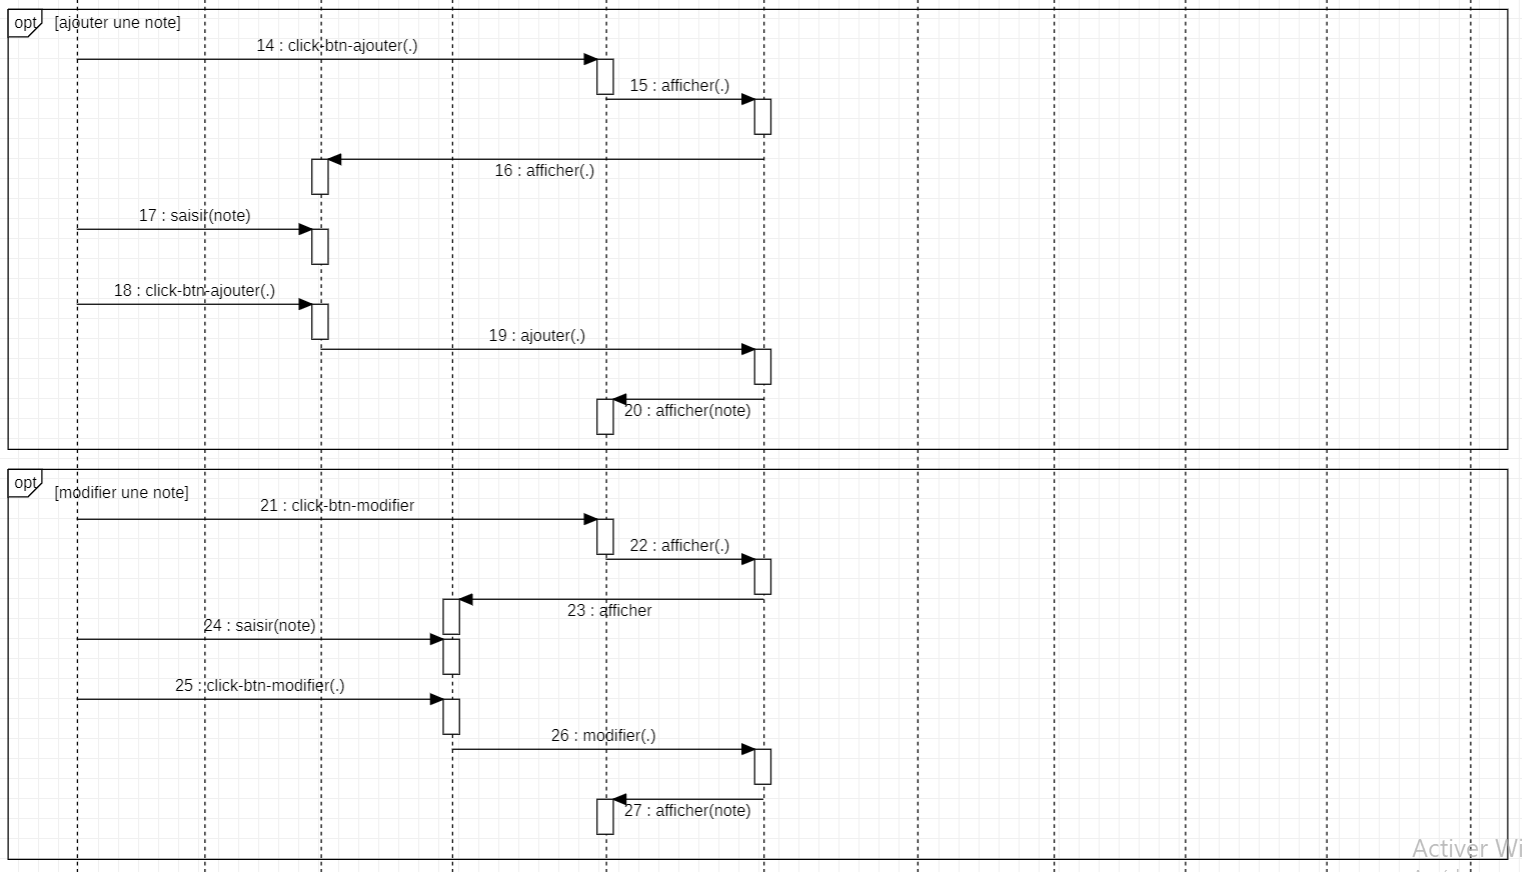 opt [ajouter une note]
14 : click-btn-ajouter(.)
15 : afficher(.)
16 : afficher(.)
17 : saisir(note)
18 : click-btn-ajouter(.)
19 : ajouter(.)
20 : afficher(note)
opt [modifier une note]
21 : click-btn-modifier
22 : afficher(.)
23 : afficher
24 : saisir(note)
25 : click-btn-modifier(.)
26 : modifier(.)
27 : afficher(note)
Activer Wi